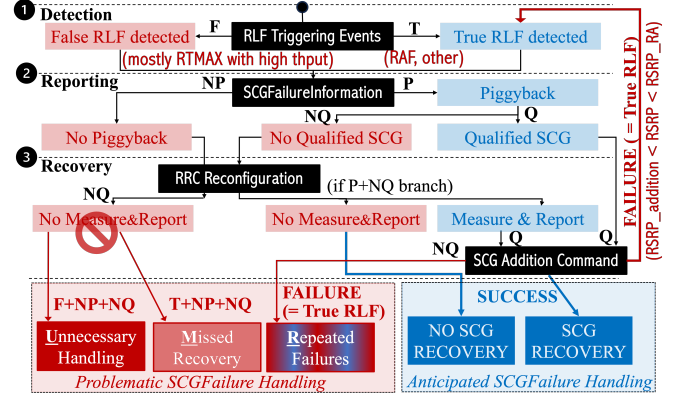 1 Detection
F
T
False RLF detected
RLF Triggering Events
True RLF detected
(mostly RTMAX with high thput)
(RAF, other)
2 Reporting
NP
SCGFailureInformation
P
Piggyback
NQ
Q
No Piggyback
No Qualified SCG
Qualified SCG
3 Recovery
RRC Reconfiguration
(if P+NQ branch)
NQ
No Measure&Report
No Measure&Report
Measure & Report
Q
Q
NQ
SCG Addition Command
FAILURE (= True RLF)
(RSRP_addition < RSRP < RSRP_RA)
F+NP+NQ
T+NP+NQ
FAILURE
(= True RLF)
SUCCESS
Unnecessary
Handling
Missed
Recovery
Repeated
Failures
NO SCG
RECOVERY
SCG
RECOVERY
Problematic SCGFailure Handling
Anticipated SCGFailure Handling